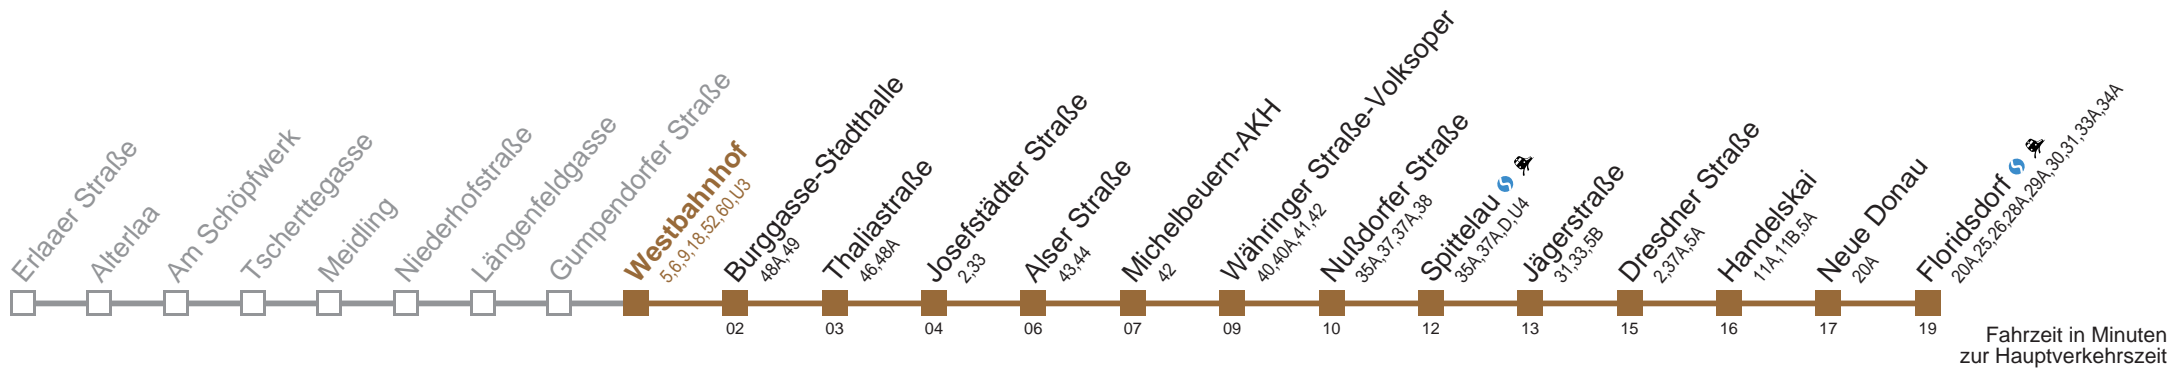 Erlaaer Straße
Alterlaa
Am Schöpfwerk
Tscherttegasse
Meidling
Niederhofstraße
Längenfeldgasse
Gumpendorfer Straße
Westbahnhof
5,6,9,18,52,60,U3
Burggasse-Stadthalle
48A,49
02
Thaliastraße
46,48A
03
Josefstädter Straße
2,33
04
Alser Straße
43,44
06
Michelbeuern-AKH
42
07
Währinger Straße-Volksoper
40,40A,41,42
09
Nußdorfer Straße
35A,37,37A,38
10
Spittelau
35A,37A,D,U4
12
Jägerstraße
31,33,5B
13
Dresdner Straße
2,37A,5A
15
Handelskai
11A,11B,5A
16
Neue Donau
20A
17
Floridsdorf
20A,25,26,28A,29A,30,31,33A,34A
19
Fahrzeit in Minuten
zur Hauptverkehrszeit